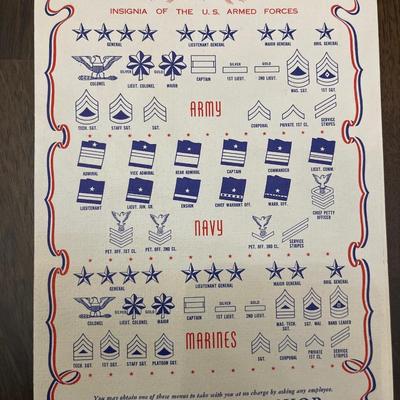 INSIGNIA OF THE U.S. ARMED FORCES
GENERAL LIEUTENANT GENERAL MAJOR GENERAL BRIG. GENERAL
SILVER GOLD SILVER GOLD
COLONEL LIEUT. COLONEL MAJOR CAPTAIN 1ST LIEUT. 2ND LIEUT. MAS. SGT. 1ST SGT.
TECH. SGT. STAFF SGT. SGT. ARMY CORPORAL PRIVATE 1ST CL. SERVICE STRIPES
ADMIRAL VICE ADMIRAL REAR ADMIRAL CAPTAIN COMMANDER LIEUT. COMM.
LIEUTENANT LIEUT. JUN. GR. ENSIGN CHIEF WARRANT OFF. WARR. OFF. CHIEF PETTY OFFICER
PET. OFF. 1ST CL. PET. OFF. 2ND CL. NAVY PET. OFF. 3RD CL. SERVICE STRIPES
GENERAL LIEUTENANT GENERAL MAJOR GENERAL BRIG. GENERAL
SILVER GOLD SILVER GOLD
COLONEL LIEUT. COLONEL MAJOR CAPTAIN 1ST LIEUT. 2ND LIEUT. MAS. TECH. SGT. SGT. MAJ. BAND LEADER
TECH. SGT. 1ST SGT. STAFF SGT. PLATOON SGT. MARINES SGT. CORPORAL PRIVATE 1ST CL. SERVICE STRIPES
You may obtain one of these menus to take with you at no charge by asking any employee.